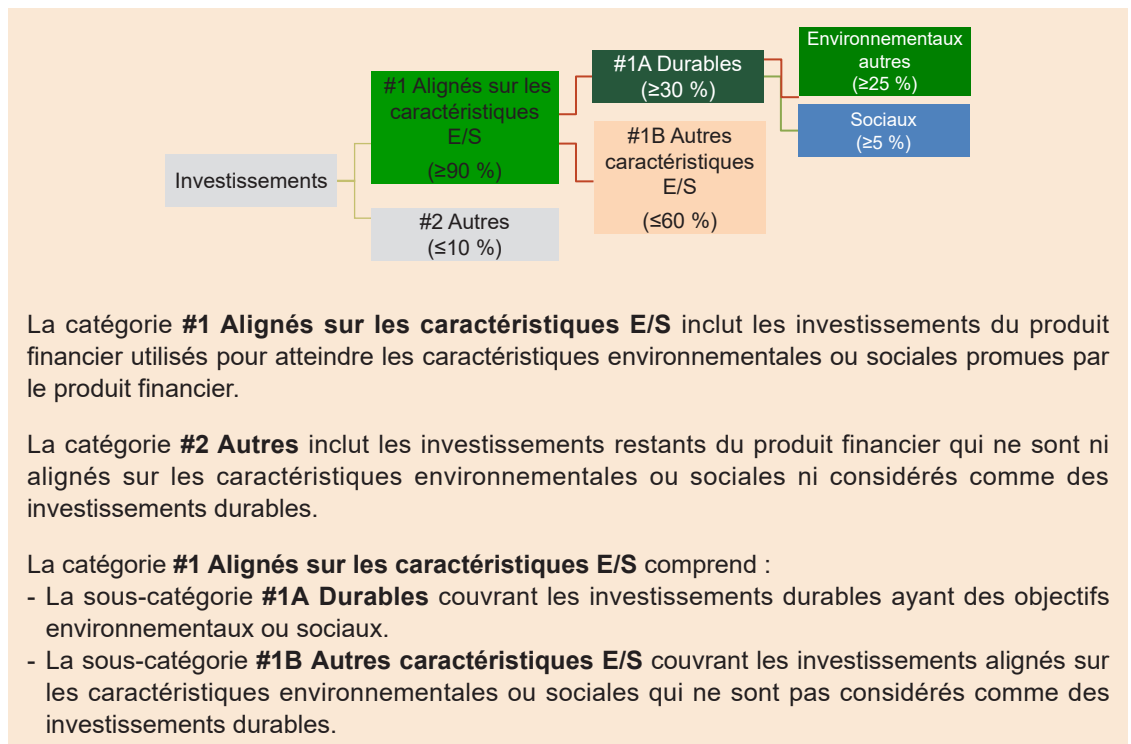 Investissements
#1 Alignés sur les
caractéristiques
E/S
(≥90 %)
#2 Autres
(≤10 %)
#1A Durables
(≥30 %)
#1B Autres
caractéristiques
E/S
(≤60 %)
Environnementaux
autres
(≥25 %)
Sociaux
(≥5 %)
La catégorie #1 Alignés sur les caractéristiques E/S inclut les investissements du produit
financier utilisés pour atteindre les caractéristiques environnementales ou sociales promues par
le produit financier.
La catégorie #2 Autres inclut les investissements restants du produit financier qui ne sont ni
alignés sur les caractéristiques environnementales ou sociales ni considérés comme des
investissements durables.
La catégorie #1 Alignés sur les caractéristiques E/S comprend :
- La sous-catégorie #1A Durables couvrant les investissements durables ayant des objectifs
environnementaux ou sociaux.
- La sous-catégorie #1B Autres caractéristiques E/S couvrant les investissements alignés sur
les caractéristiques environnementales ou sociales qui ne sont pas considérés comme des
investissements durables.